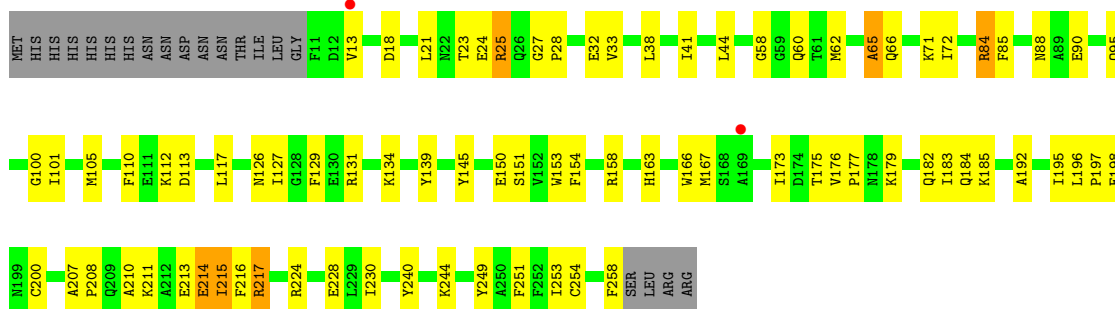 MET HIS HIS HIS HIS HIS HIS ASN ASN ASP ASN ASN THR ILE LEU GLY F11 D12 V13 D18 L21 N22 T23 E24 R25 Q26 G27 P28 E32 V33 L38 I41 L44 G58 G59 Q60 T61 M62 A65 Q66 K71 I72 R84 F85 N88 A89 E90
G100 I101 M105 F110 E111 K112 D113 L117 N126 I127 G128 F129 E130 R131 K134 Y139 Y145 E150 S151 V152 W153 F154 R158 H163 W166 M167 S168 A169 I173 D174 T175 V176 P177 N178 K179 Q182 I183 Q184 K185 A192 I195 L196 P197
N199 C200 A207 P208 Q209 A210 K211 A212 E213 E214 I215 F216 R217 R224 E228 L229 I230 Y240 K244 Y249 A250 F251 F252 I253 C254 F258 SER LEU ARG ARG